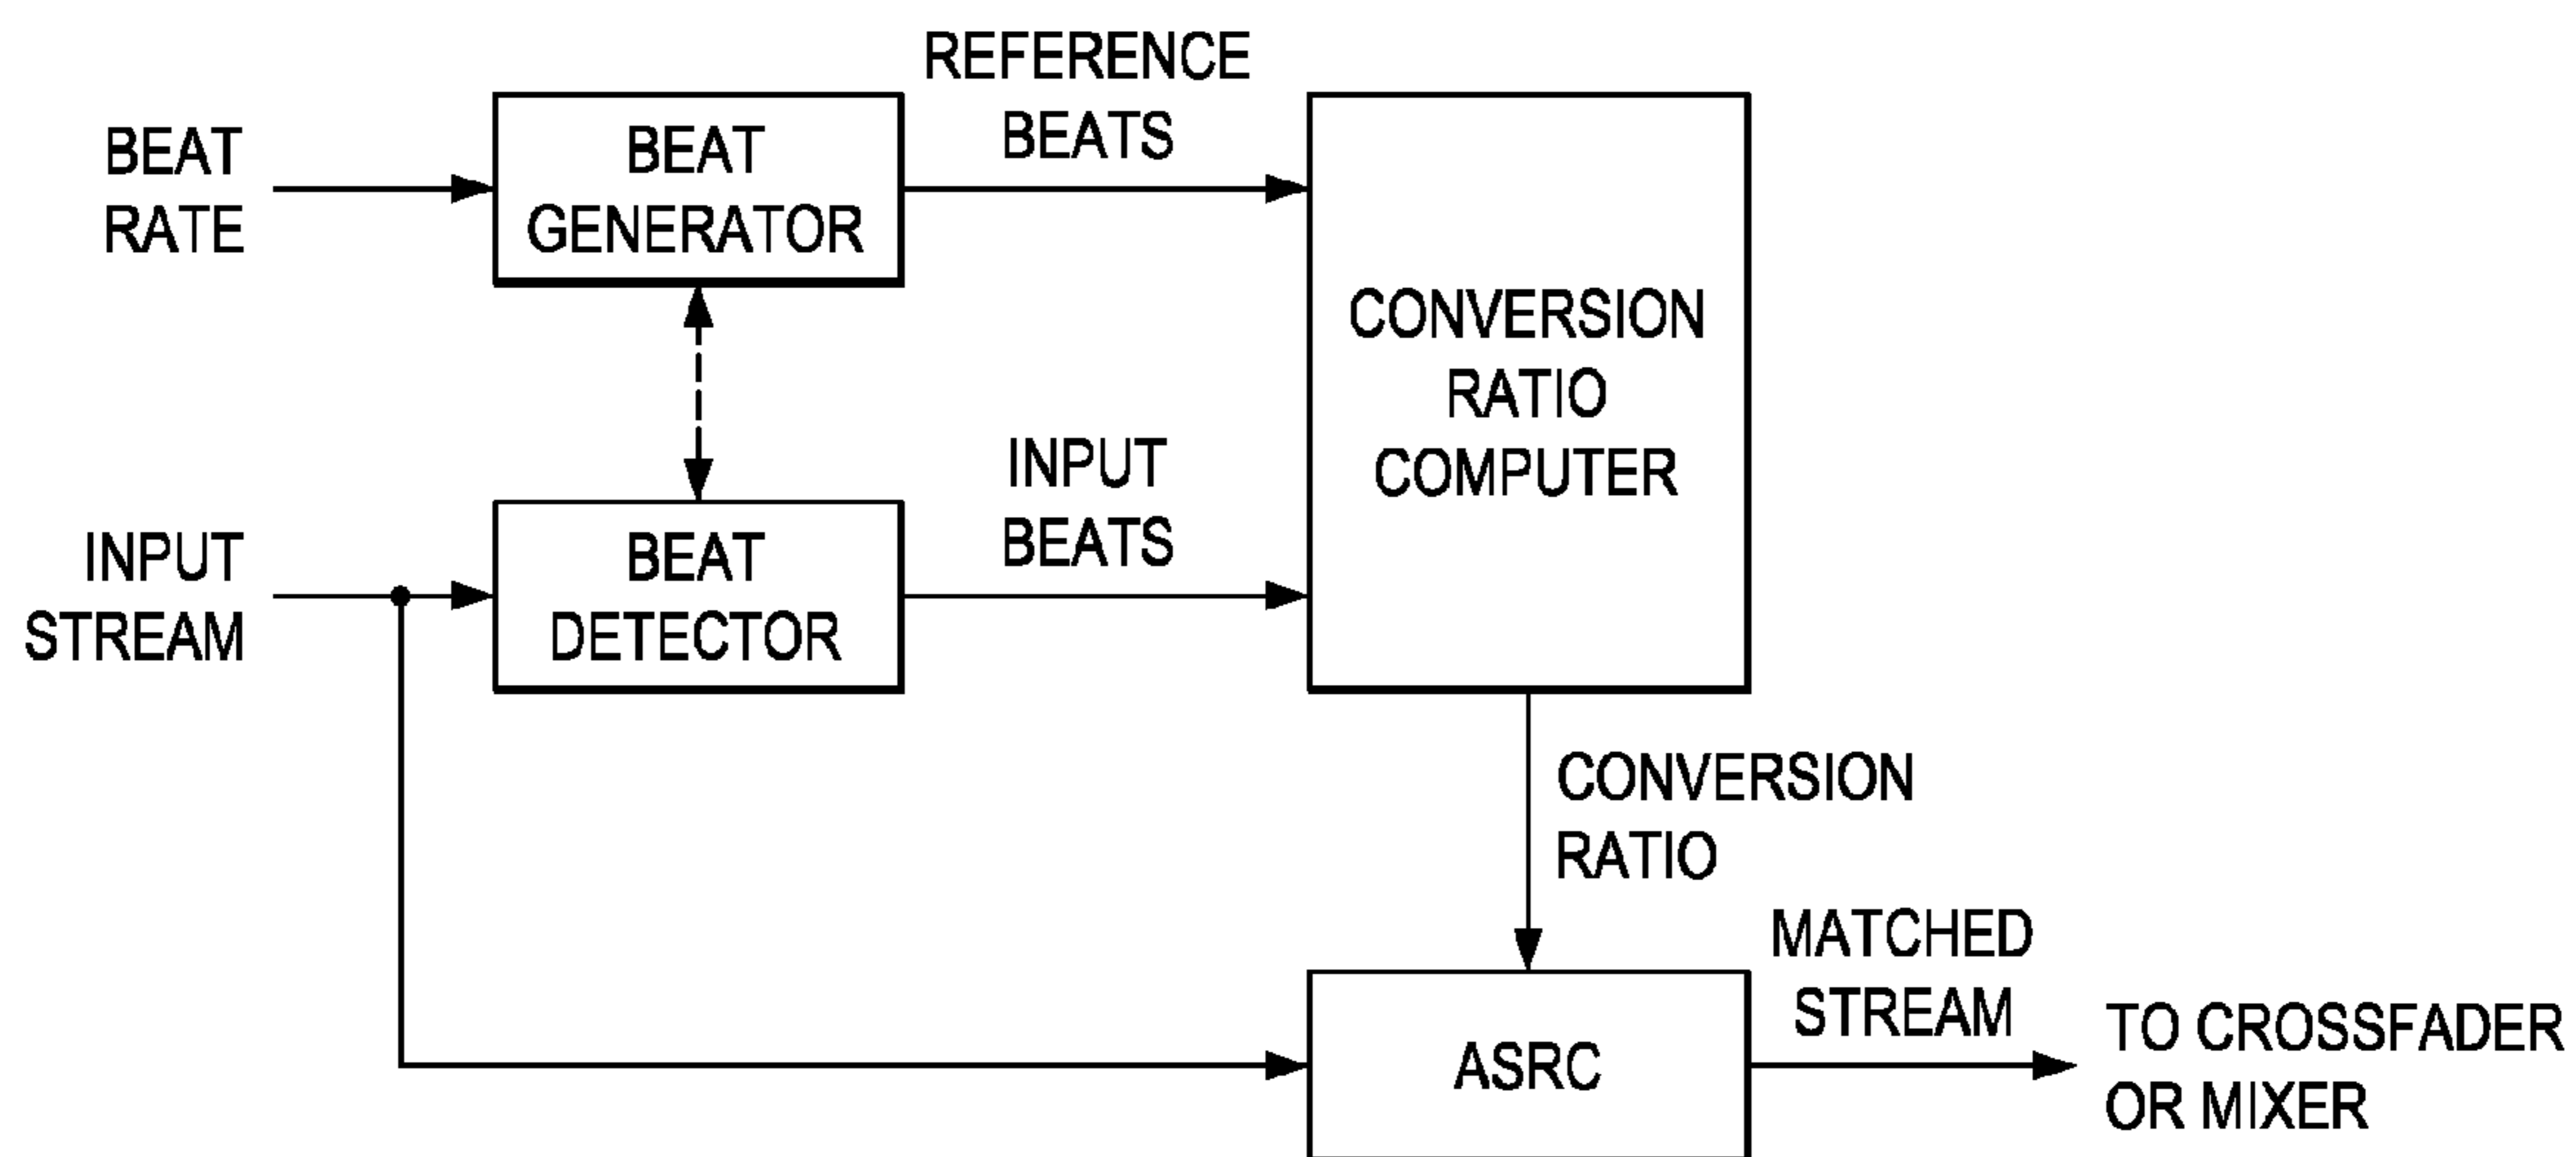 REFERENCE
BEATS
BEAT
RATE
BEAT
GENERATOR
CONVERSION
RATIO
COMPUTER
INPUT
BEATS
INPUT
STREAM
BEAT
DETECTOR
CONVERSION
RATIO
MATCHED
STREAM
ASRC
TO CROSSFADER
OR MIXER